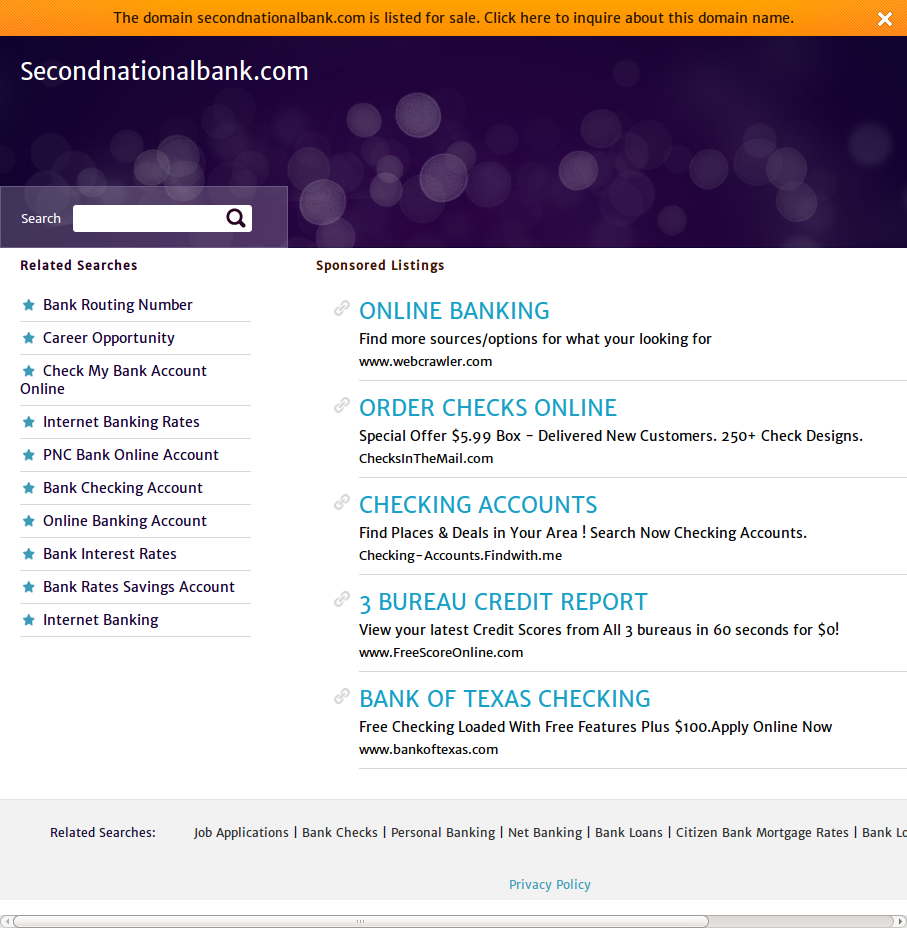 The domain secondnationalbank.com is listed for sale. Click here to inquire about this domain name.
Secondnationalbank.com
Search
Related Searches
Bank Routing Number
Career Opportunity
Check My Bank Account
Online
Internet Banking Rates
PNC Bank Online Account
Bank Checking Account
Online Banking Account
Bank Interest Rates
Bank Rates Savings Account
Internet Banking
Sponsored Listings
ONLINE BANKING
Find more sources/options for what your looking for
www.webcrawler.com
ORDER CHECKS ONLINE
Special Offer $5.99 Box - Delivered New Customers. 250+ Check Designs.
ChecksInTheMail.com
CHECKING ACCOUNTS
Find Places & Deals in Your Area ! Search Now Checking Accounts.
Checking-Accounts.Findwith.me
3 BUREAU CREDIT REPORT
View your latest Credit Scores from All 3 bureaus in 60 seconds for $0!
www.FreeScoreOnline.com
BANK OF TEXAS CHECKING
Free Checking Loaded With Free Features Plus $100.Apply Online Now
www.bankoftexas.com
Related Searches: Job Applications | Bank Checks | Personal Banking | Net Banking | Bank Loans | Citizen Bank Mortgage Rates | Bank Lo
Privacy Policy